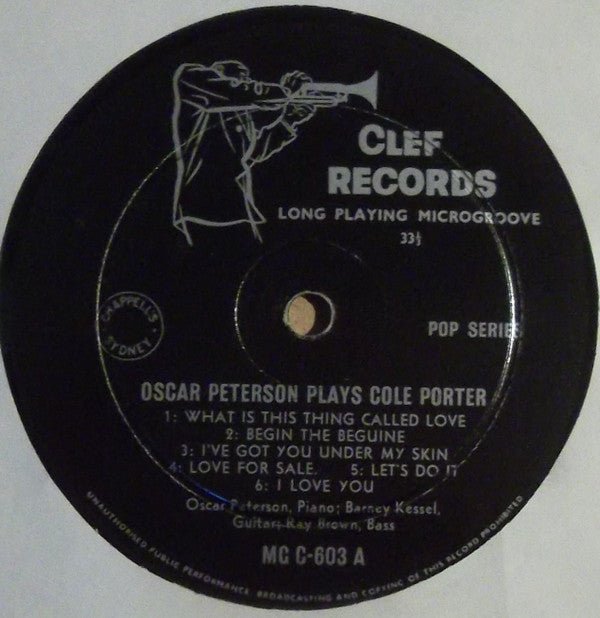 CLEF
RECORDS
LONG PLAYING MICROGROOVE
33⅓
CHAPPELLS
SYDNEY
POP SERIES
OSCAR PETERSON PLAYS COLE PORTER
1: WHAT IS THIS THING CALLED LOVE
2: BEGIN THE BEGUINE
3: I'VE GOT YOU UNDER MY SKIN
4: LOVE FOR SALE. 5: LET'S DO IT
6: I LOVE YOU
Oscar Peterson, Piano; Barney Kessel,
Guitar; Ray Brown, Bass
MG C-603 A
UNAUTHORISED PUBLIC PERFORMANCE, BROADCASTING AND COPYING OF THIS RECORD PROHIBITED